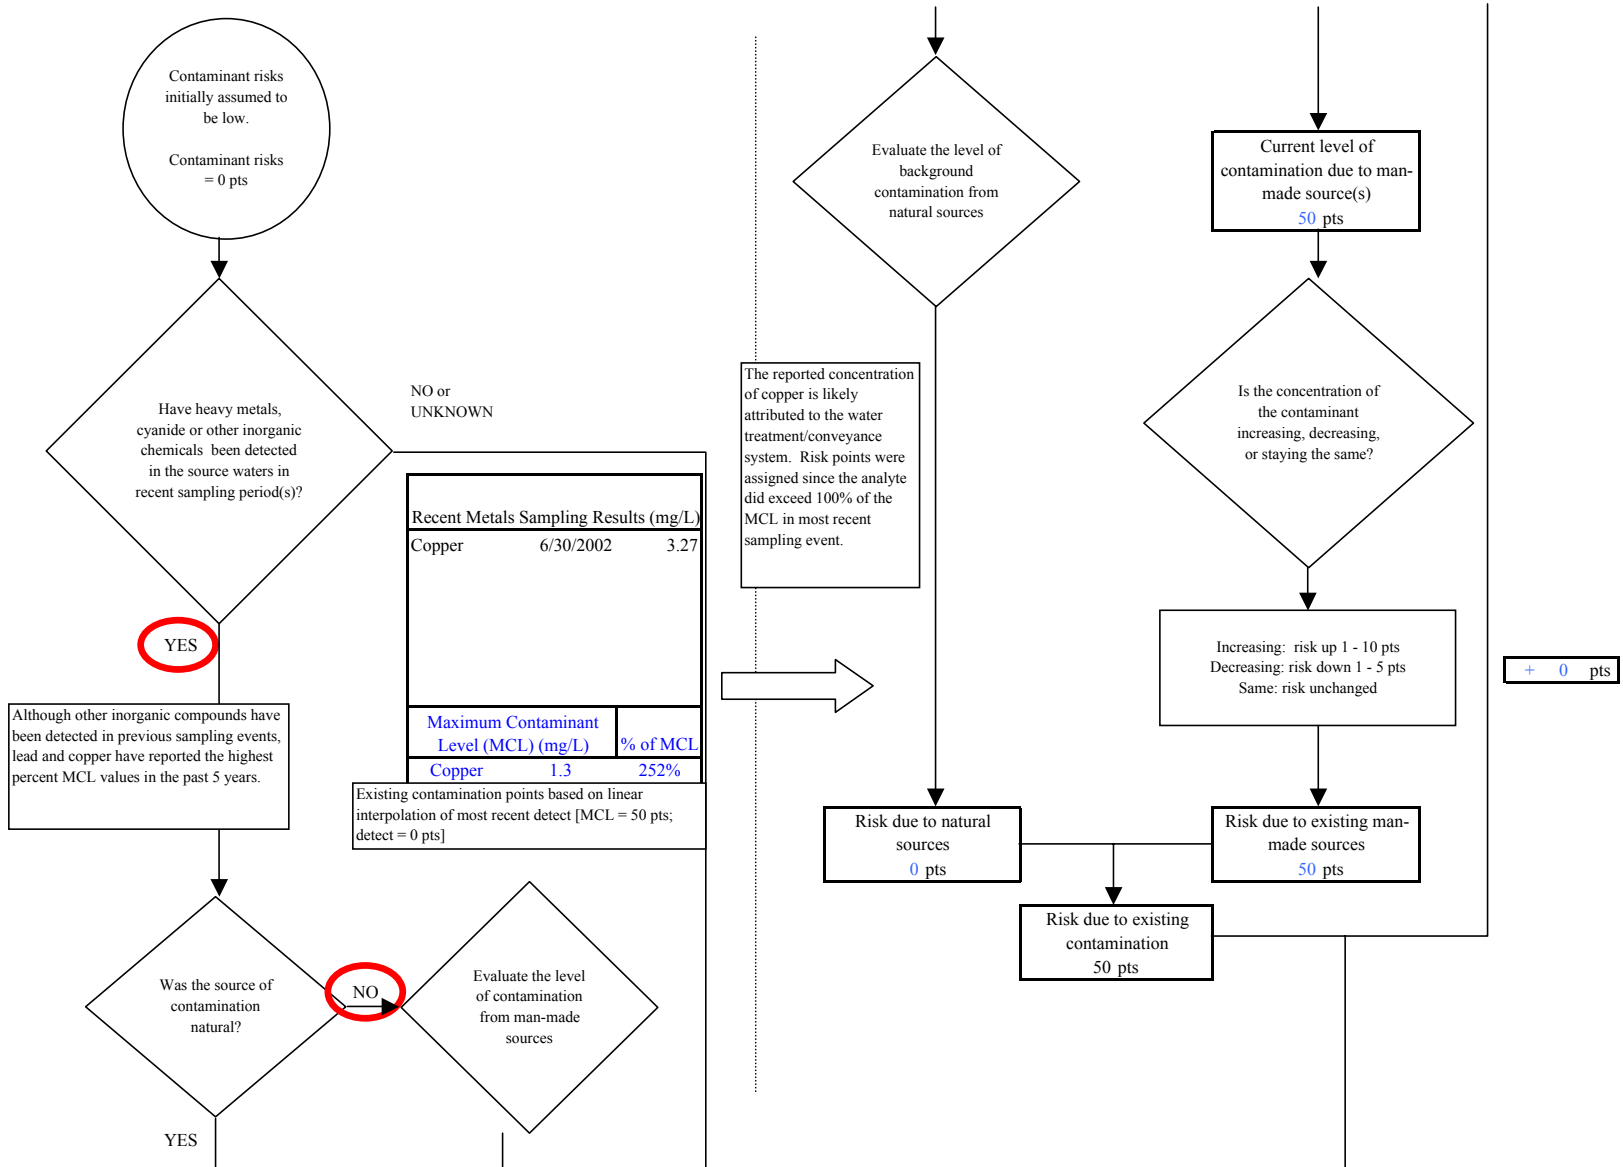 Contaminant risks
initially assumed to
be low.
Contaminant risks
= 0 pts
Have heavy metals,
cyanide or other inorganic
chemicals been detected
in the source waters in
recent sampling period(s)?
NO or
UNKNOWN
YES
Recent Metals Sampling Results (mg/L)
Copper 6/30/2002 3.27
Maximum Contaminant
Level (MCL) (mg/L) % of MCL
Copper 1.3 252%
Existing contamination points based on linear
interpolation of most recent detect [MCL = 50 pts;
detect = 0 pts]
Although other inorganic compounds have
been detected in previous sampling events,
lead and copper have reported the highest
percent MCL values in the past 5 years.
Was the source of
contamination
natural?
NO
YES
Evaluate the level
of contamination
from man-made
sources
Evaluate the level of
background
contamination from
natural sources
The reported concentration
of copper is likely
attributed to the water
treatment/conveyance
system. Risk points were
assigned since the analyte
did exceed 100% of the
MCL in most recent
sampling event.
Risk due to natural
sources
0 pts
Current level of
contamination due to man-
made source(s)
50 pts
Is the concentration of
the contaminant
increasing, decreasing,
or staying the same?
Increasing: risk up 1 - 10 pts
Decreasing: risk down 1 - 5 pts
Same: risk unchanged
Risk due to existing man-
made sources
50 pts
Risk due to existing
contamination
50 pts
+ 0 pts